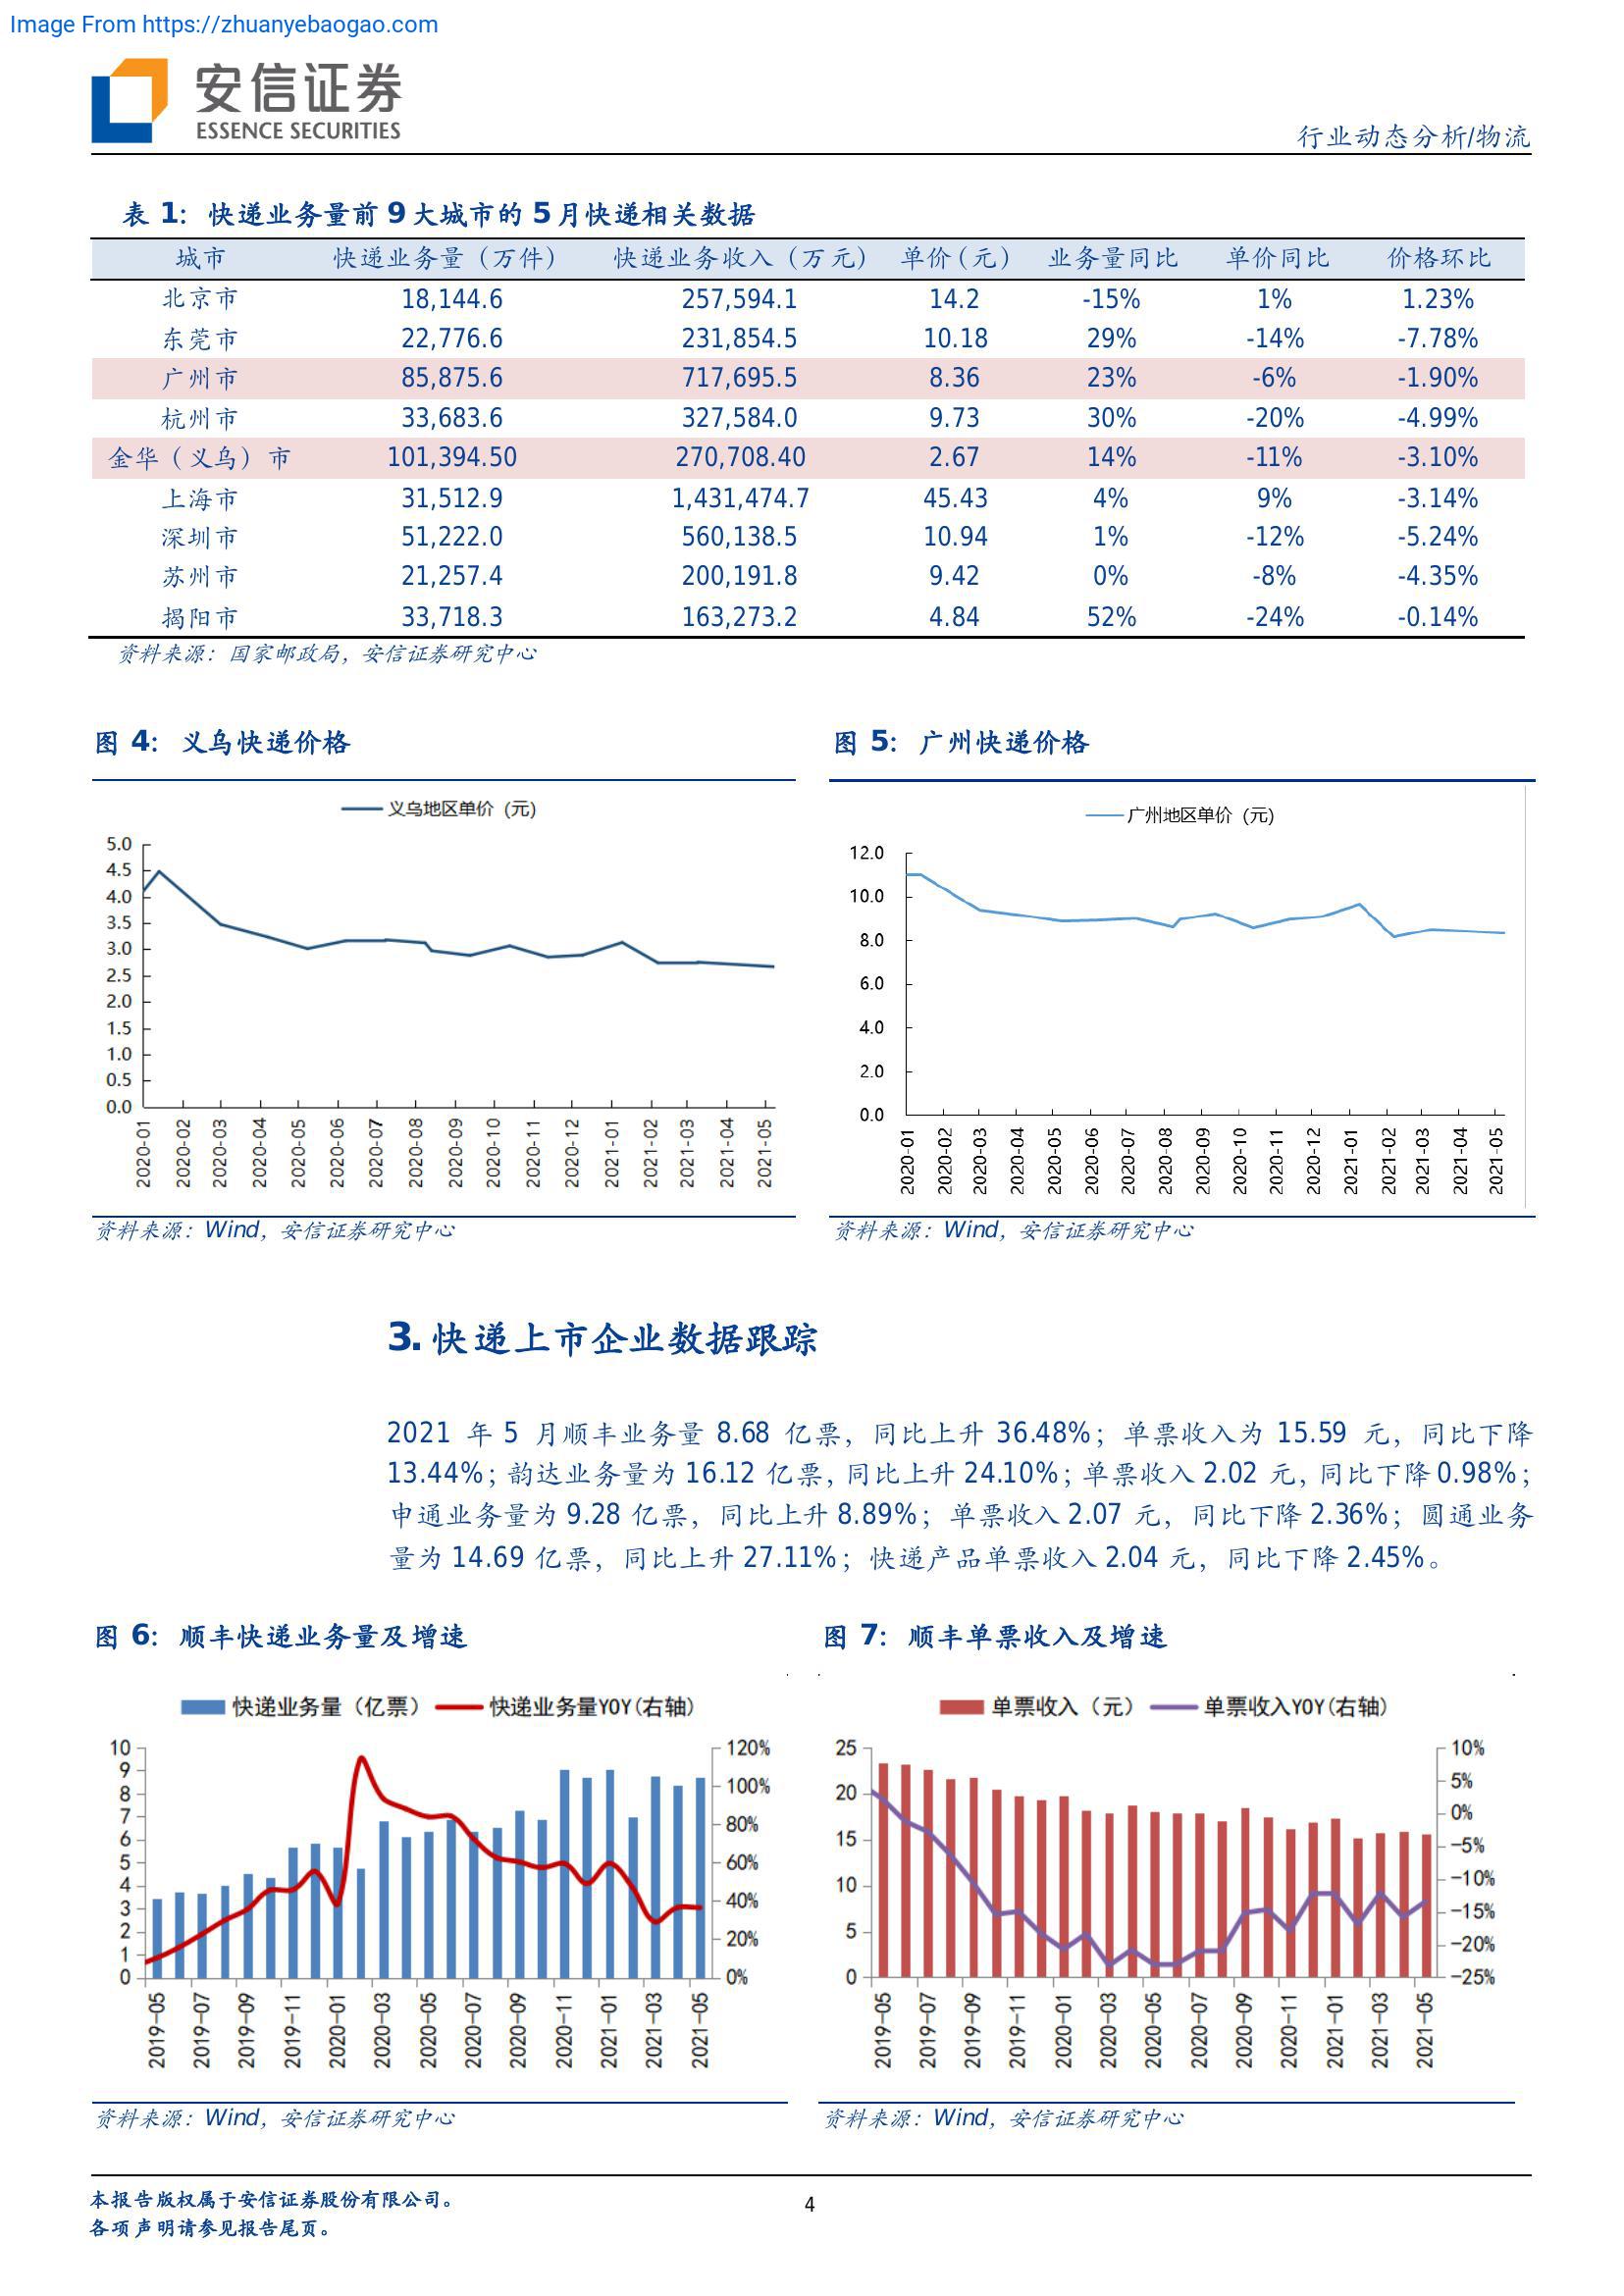 Image From https://zhuanyebaogao.com
安信证券
ESSENCE SECURITIES
行业动态分析/物流
表 1：快递业务量前 9 大城市的 5 月快递相关数据
城市 快递业务量（万件） 快递业务收入（万元） 单价（元） 业务量同比 单价同比 价格环比
北京市 18,144.6 257,594.1 14.2 -15% 1% 1.23%
东莞市 22,776.6 231,854.5 10.18 29% -14% -7.78%
广州市 85,875.6 717,695.5 8.36 23% -6% -1.90%
杭州市 33,683.6 327,584.0 9.73 30% -20% -4.99%
金华（义乌）市 101,394.50 270,708.40 2.67 14% -11% -3.10%
上海市 31,512.9 1,431,474.7 45.43 4% 9% -3.14%
深圳市 51,222.0 560,138.5 10.94 1% -12% -5.24%
苏州市 21,257.4 200,191.8 9.42 0% -8% -4.35%
揭阳市 33,718.3 163,273.2 4.84 52% -24% -0.14%
资料来源：国家邮政局，安信证券研究中心
图 4：义乌快递价格
义乌地区单价（元）
5.0
4.5
4.0
3.5
3.0
2.5
2.0
1.5
1.0
0.5
0.0
2020-01 2020-02 2020-03 2020-04 2020-05 2020-06 2020-07 2020-08 2020-09 2020-10 2020-11 2020-12 2021-01 2021-02 2021-03 2021-04 2021-05
资料来源：Wind，安信证券研究中心
图 5：广州快递价格
广州地区单价（元）
12.0
10.0
8.0
6.0
4.0
2.0
0.0
2020-01 2020-02 2020-03 2020-04 2020-05 2020-06 2020-07 2020-08 2020-09 2020-10 2020-11 2020-12 2021-01 2021-02 2021-03 2021-04 2021-05
资料来源：Wind，安信证券研究中心
3. 快递上市企业数据跟踪
2021 年 5 月顺丰业务量 8.68 亿票，同比上升 36.48%；单票收入为 15.59 元，同比下降
13.44%；韵达业务量为 16.12 亿票，同比上升 24.10%；单票收入 2.02 元，同比下降 0.98%；
申通业务量为 9.28 亿票，同比上升 8.89%；单票收入 2.07 元，同比下降 2.36%；圆通业务
量为 14.69 亿票，同比上升 27.11%；快递产品单票收入 2.04 元，同比下降 2.45%。
图 6：顺丰快递业务量及增速
快递业务量（亿票） 快递业务量YOY(右轴)
10
9
8
7
6
5
4
3
2
1
0
120%
100%
80%
60%
40%
20%
0%
2019-05 2019-07 2019-09 2019-11 2020-01 2020-03 2020-05 2020-07 2020-09 2020-11 2021-01 2021-03 2021-05
资料来源：Wind，安信证券研究中心
图 7：顺丰单票收入及增速
单票收入（元） 单票收入YOY(右轴)
25
20
15
10
5
0
10%
5%
0%
-5%
-10%
-15%
-20%
-25%
2019-05 2019-07 2019-09 2019-11 2020-01 2020-03 2020-05 2020-07 2020-09 2020-11 2021-01 2021-03 2021-05
资料来源：Wind，安信证券研究中心
本报告版权属于安信证券股份有限公司。
各项声明请参见报告尾页。
4